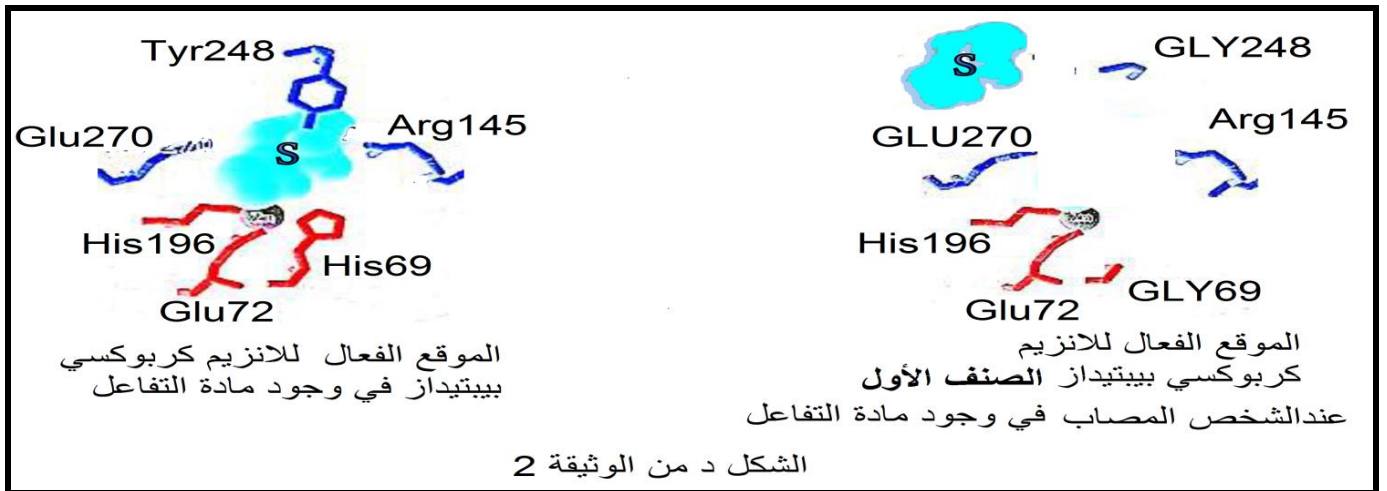 Tyr248
S
Glu270
Arg145
His196
His69
Glu72
الموقع الفعال للانزيم كربوكسي
بيبتيداز في وجود مادة التفاعل
S
GLY248
GLU270
Arg145
His196
Glu72
GLY69
الموقع الفعال للانزيم
كربوكسي بيبتيداز الصنف الأول
عندالشخص المصاب في وجود مادة التفاعل
الشكل د من الوثيقة 2